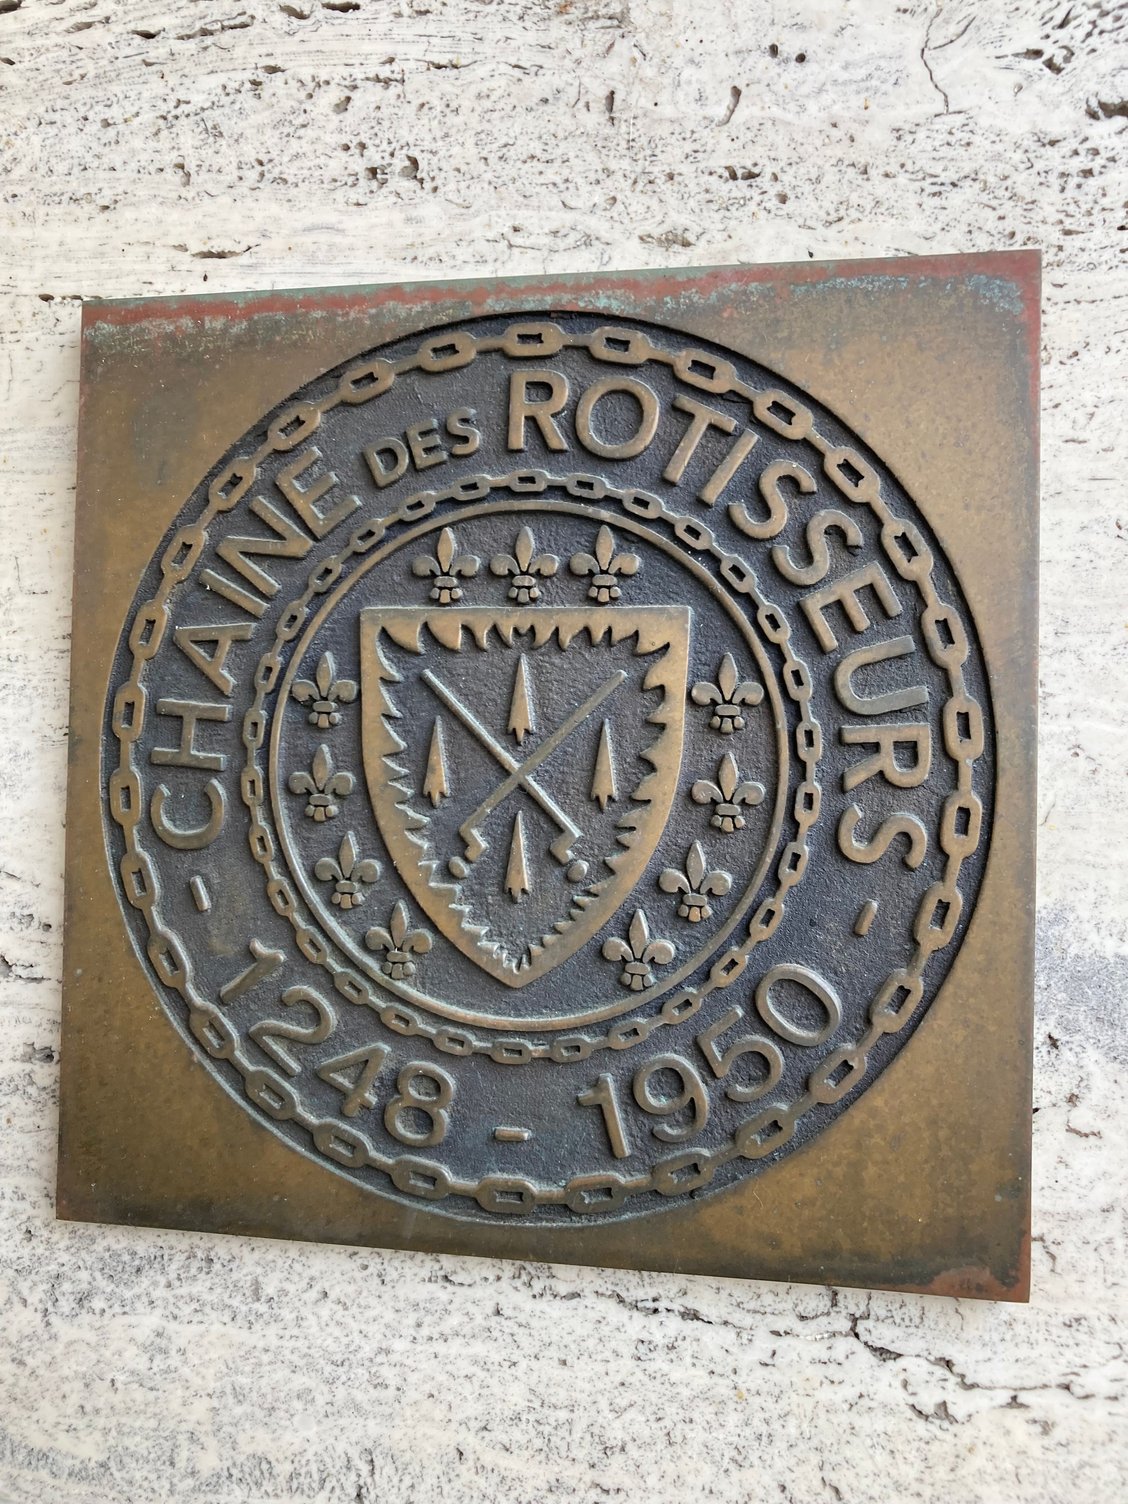 CHAINE DES ROTISSEURS
- 1248 - 1950 -